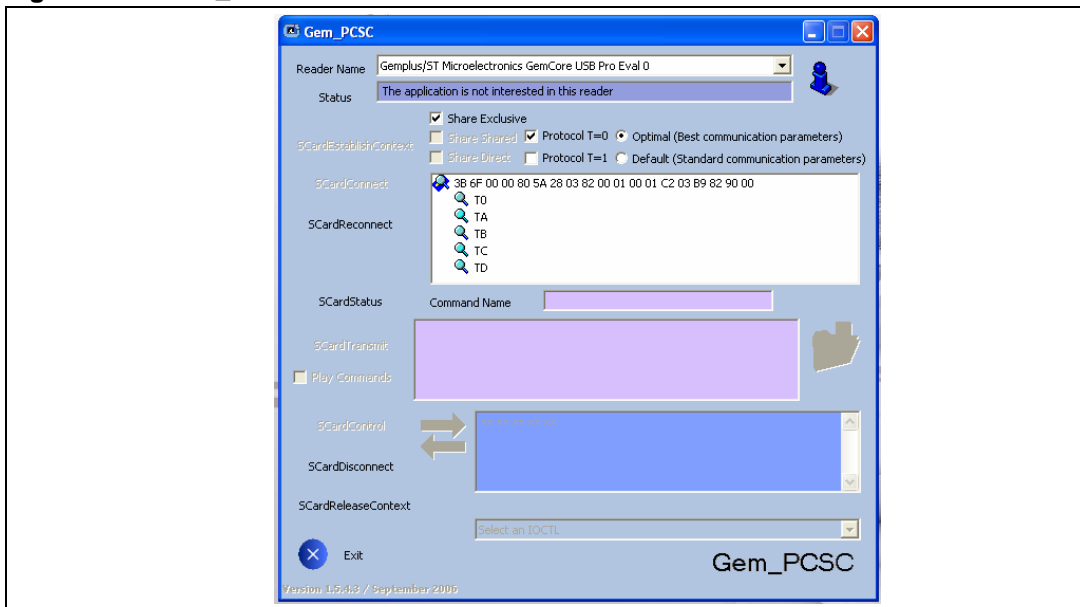 Gem_PCSC
Reader Name Gemplus/ST Microelectronics GemCore USB Pro Eval 0
Status The application is not interested in this reader
Share Exclusive
SCardEstablishContext Share Shared Protocol T=0 Optimal (Best communication parameters)
Share Direct Protocol T=1 Default (Standard communication parameters)
SCardConnect 3B 6F 00 00 80 5A 28 03 82 00 01 00 01 C2 03 B9 82 90 00
T0
TA
SCardReconnect TB
TC
TD
SCardStatus Command Name
SCardTransmit
Play Commands
SCardControl
SCardDisconnect
SCardReleaseContext
Select an IOCTL
Exit Gem_PCSC
Version 1.5.4.3 / September 2006